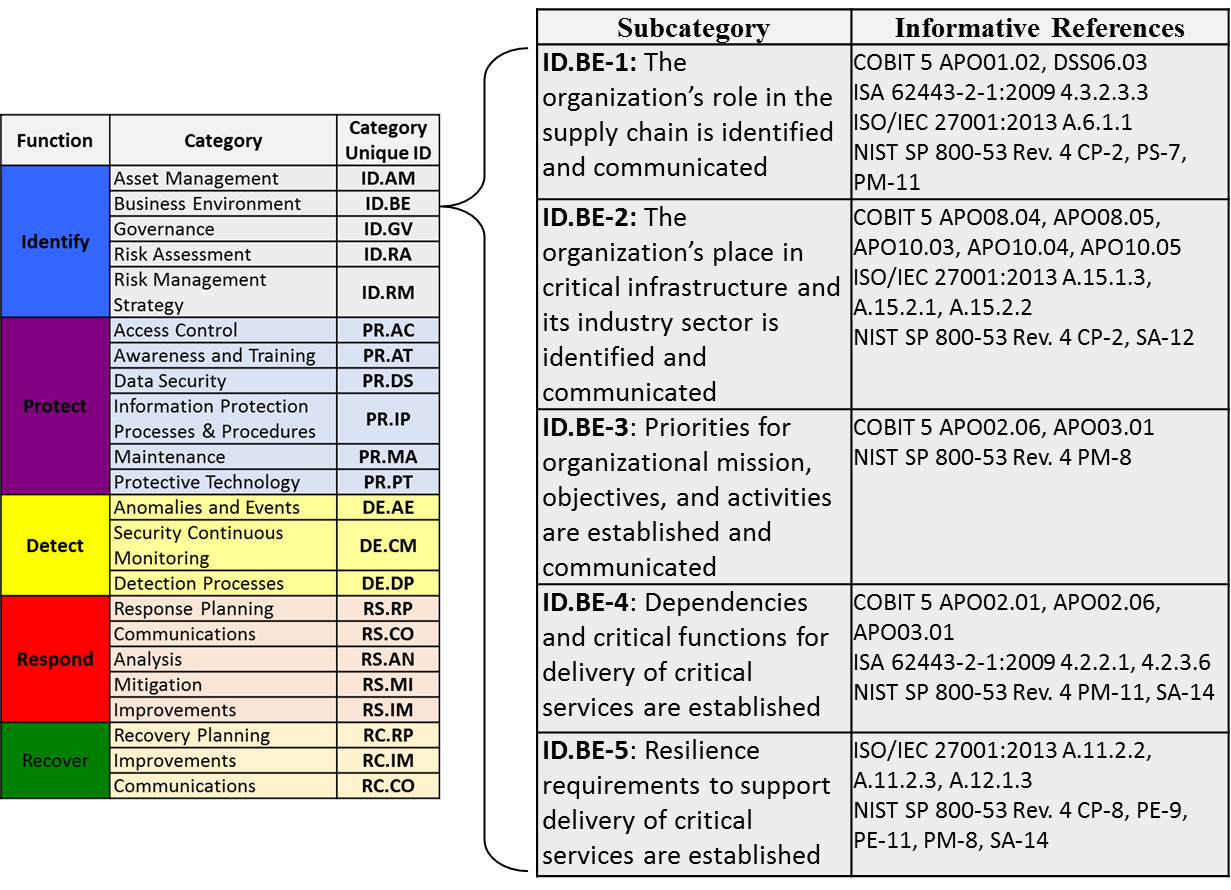 Function Category Category
Unique ID
Identify
Asset Management ID.AM
Business Environment ID.BE
Governance ID.GV
Risk Assessment ID.RA
Risk Management
Strategy ID.RM
Protect
Access Control PR.AC
Awareness and Training PR.AT
Data Security PR.DS
Information Protection
Processes & Procedures PR.IP
Maintenance PR.MA
Protective Technology PR.PT
Detect
Anomalies and Events DE.AE
Security Continuous
Monitoring DE.CM
Detection Processes DE.DP
Respond
Response Planning RS.RP
Communications RS.CO
Analysis RS.AN
Mitigation RS.MI
Improvements RS.IM
Recover
Recovery Planning RC.RP
Improvements RC.IM
Communications RC.CO
Subcategory Informative References
ID.BE-1: The
organization’s role in the
supply chain is identified
and communicated
COBIT 5 APO01.02, DSS06.03
ISA 62443-2-1:2009 4.3.2.3.3
ISO/IEC 27001:2013 A.6.1.1
NIST SP 800-53 Rev. 4 CP-2, PS-7,
PM-11
ID.BE-2: The
organization’s place in
critical infrastructure and
its industry sector is
identified and
communicated
COBIT 5 APO08.04, APO08.05,
APO10.03, APO10.04, APO10.05
ISO/IEC 27001:2013 A.15.1.3,
A.15.2.1, A.15.2.2
NIST SP 800-53 Rev. 4 CP-2, SA-12
ID.BE-3: Priorities for
organizational mission,
objectives, and activities
are established and
communicated
COBIT 5 APO02.06, APO03.01
NIST SP 800-53 Rev. 4 PM-8
ID.BE-4: Dependencies
and critical functions for
delivery of critical
services are established
COBIT 5 APO02.01, APO02.06,
APO03.01
ISA 62443-2-1:2009 4.2.2.1, 4.2.3.6
NIST SP 800-53 Rev. 4 PM-11, SA-14
ID.BE-5: Resilience
requirements to support
delivery of critical
services are established
ISO/IEC 27001:2013 A.11.2.2,
A.11.2.3, A.12.1.3
NIST SP 800-53 Rev. 4 CP-8, PE-9,
PE-11, PM-8, SA-14